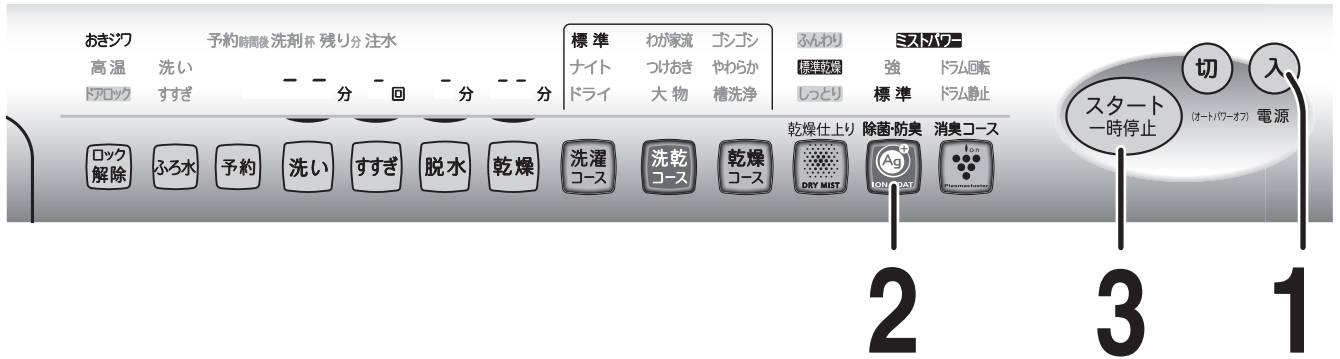 おきジワ 予約時間後 洗剤杯 残り分 注水 標準 わが家流 ゴシゴシ ふんわり ミストパワー
高温 洗い ナイト つけおき やわらか 標準乾燥 強 ドラム回転 切 入
ドアロック すすぎ -- 分 - 回 - 分 -- 分 ドライ 大物 槽洗浄 しっとり 標準 ドラム静止
スタート
一時停止
(オートパワーオフ) 電源
乾燥仕上り 除菌・防臭 消臭コース
ロック
解除
ふろ水
予約
洗い
すすぎ
脱水
乾燥
洗濯
コース
洗乾
コース
乾燥
コース
DRY MIST
Ag+
ION COAT
ion
Plasmacluster
2 3 1